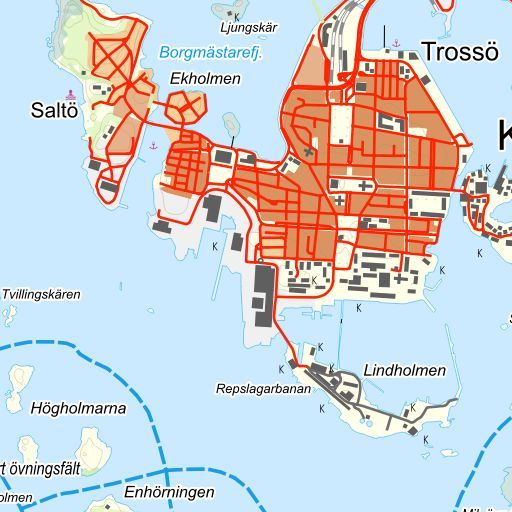 Ljungskär
K
Borgmästarefj.
Trossö
Ekholmen
Saltö
K
K
K
K
K
K
Tvillingskären
K
K
K
K
Lindholmen
K
Repslagarbanan
K
K
Högholmarna
K
rt övningsfält
Enhörningen
olmen